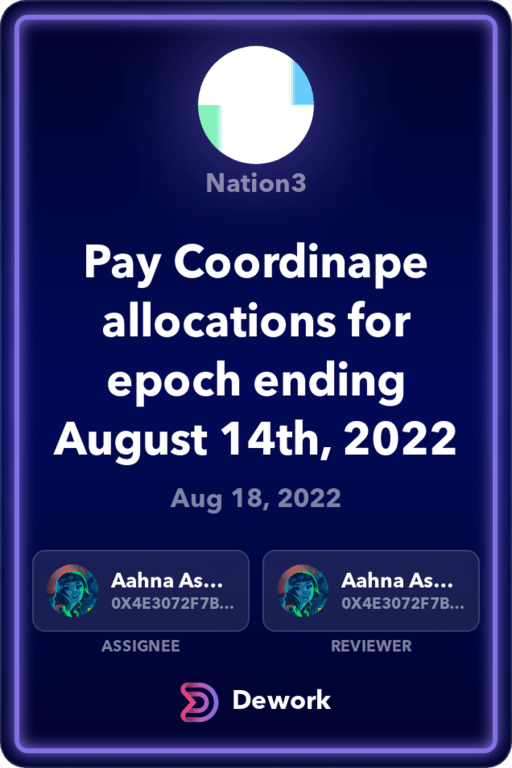 Nation3
Pay Coordinape
allocations for
epoch ending
August 14th, 2022
Aug 18, 2022
Aahna As...
0X4E3072F7B...
ASSIGNEE
Aahna As...
0X4E3072F7B...
REVIEWER
Dework